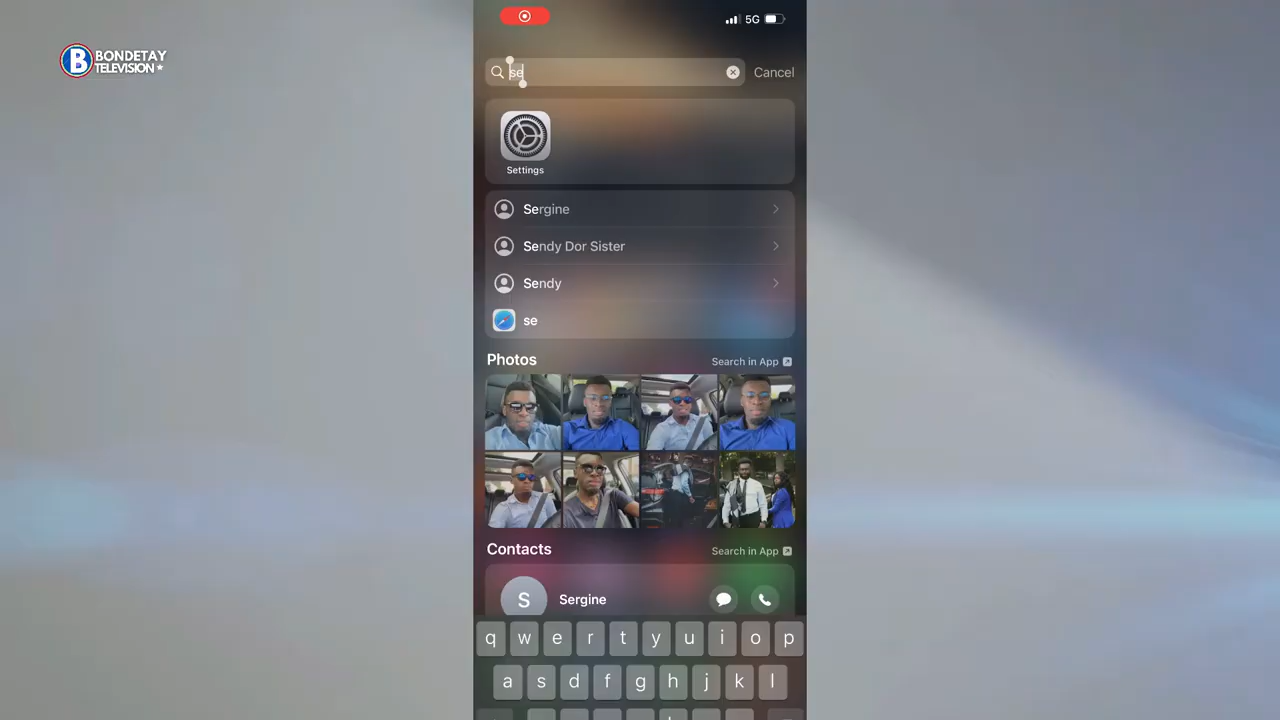 BONDETAY
TELEVISION
5G
se
Cancel
Settings
Sergine
Sendy Dor Sister
Sendy
se
Photos
Search in App
Contacts
Search in App
S
Sergine
q w e r t y u i o p
a s d f g h j k l